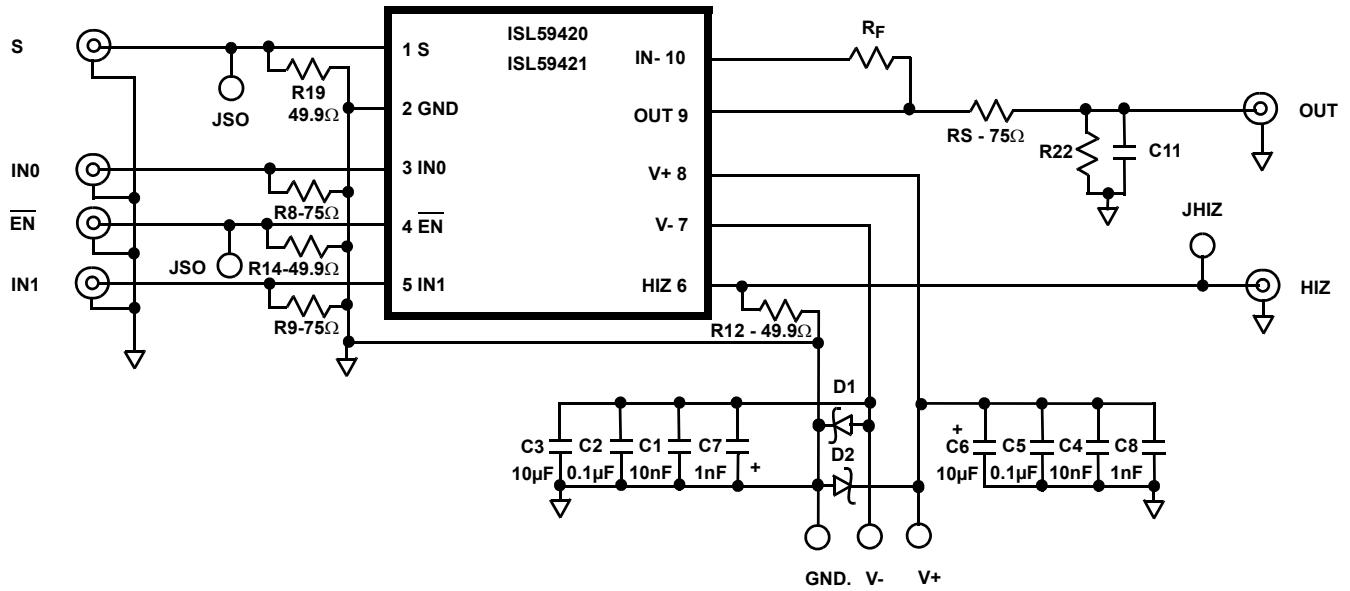 S
JSO
R19
49.9Ω
ISL59420
ISL59421
1 S
2 GND
3 IN0
4 EN
5 IN1
IN- 10
OUT 9
V+ 8
V- 7
HIZ 6
RF
RS - 75Ω
R22
C11
OUT
IN0
R8-75Ω
EN
JSO
R14-49.9Ω
IN1
R9-75Ω
JHIZ
HIZ
R12 - 49.9Ω
D1
D2
C3
10µF
C2
0.1µF
C1
10nF
C7
1nF
+
+
C6
10µF
C5
0.1µF
C4
10nF
C8
1nF
GND.
V-
V+